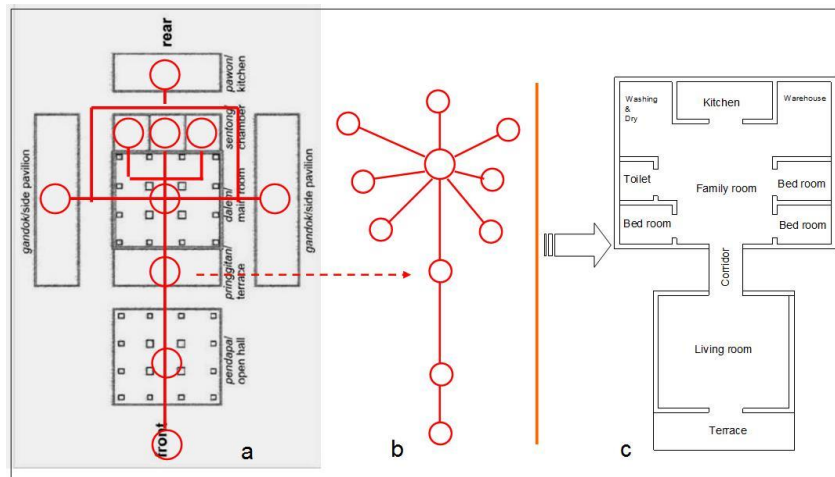 rear
pawon/
kitchen
sentong/
chamber
gandok/side pavilion
dalem/
main room
gandok/side pavilion
pringgitan/
terrace
pendapa/
open hall
front
a
b
Washing
&
Dry
Kitchen
Warehouse
Toilet
Family room
Bed room
Bed room
Bed room
Corridor
Living room
Terrace
c